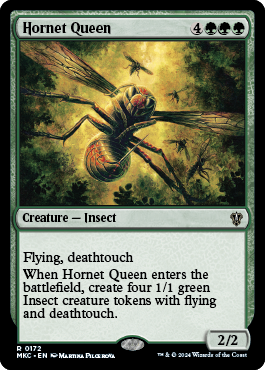 Hornet Queen 4
Creature — Insect
Flying, deathtouch
When Hornet Queen enters the
battlefield, create four 1/1 green
Insect creature tokens with flying
and deathtouch.
2/2
R 0172
MKC • EN Martina Pilcerova
™ & © 2024 Wizards of the Coast